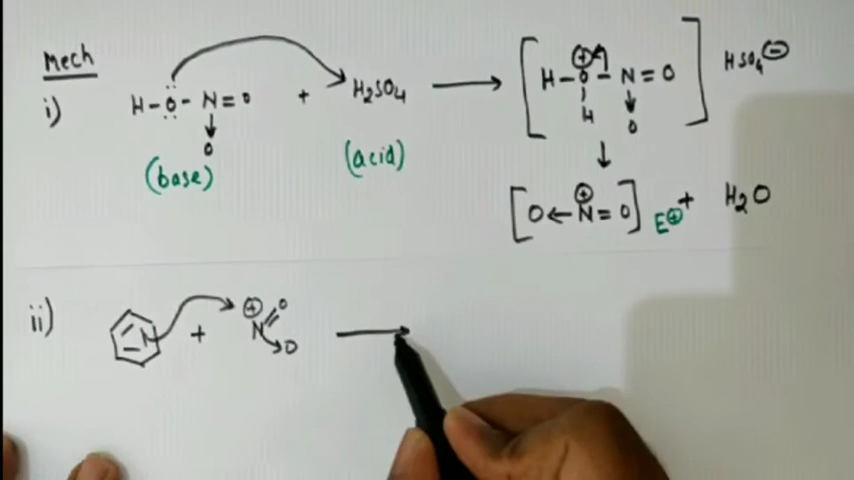 Mech
i) H-O-N=O + H₂SO₄ → [H-O⊕-N=O] HSO₄⊖
↓ H ↓
O O
(base) (acid) ↓
[O←N⊕=O] E⊕ + H₂O
ii) N + ⊕N=O →
O